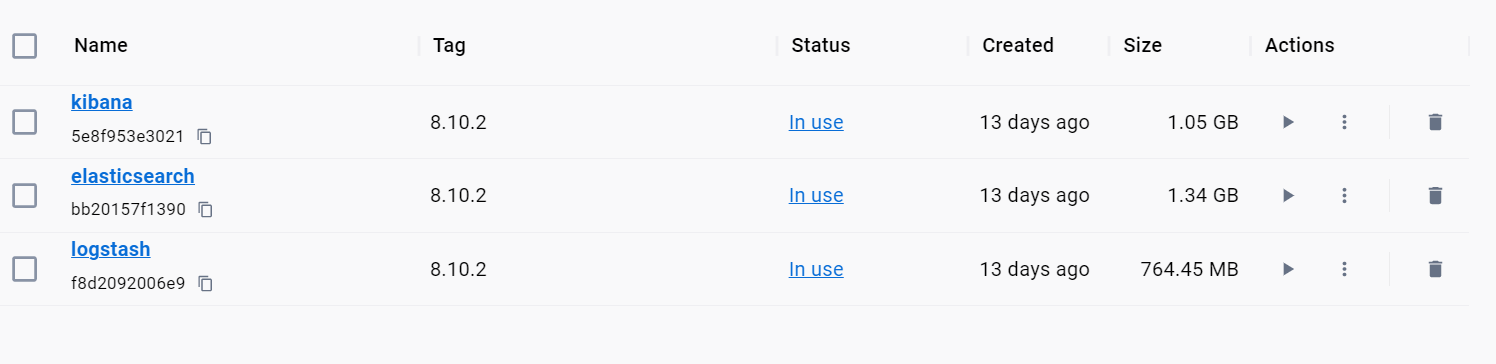 Name Tag Status Created Size Actions
kibana
5e8f953e3021
8.10.2 In use 13 days ago 1.05 GB
elasticsearch
bb20157f1390
8.10.2 In use 13 days ago 1.34 GB
logstash
f8d2092006e9
8.10.2 In use 13 days ago 764.45 MB